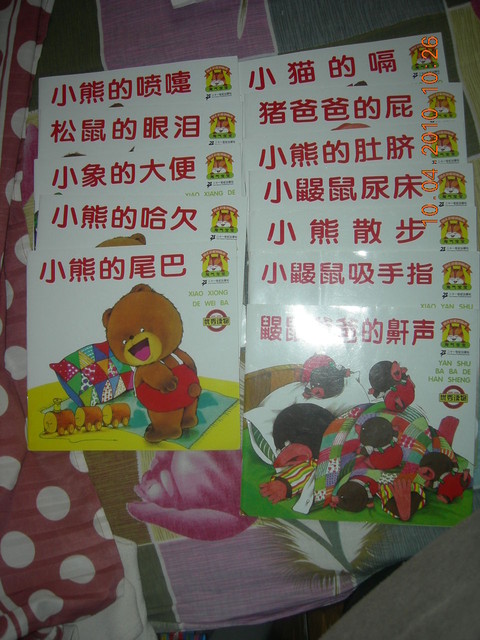 小熊的喷嚏
松鼠的眼泪
小象的大便
XIAO XIANG DE
小熊的哈欠
小熊的尾巴
XIAO XIONG
DE WEI BA
小猫的嗝
猪爸爸的屁
小熊的肚脐
小鼹鼠尿床
小熊散步
小鼹鼠吸手指
XIAO YAN SHU
鼹鼠爸爸的鼾声
YAN SHU
BA BA DE
HAN SHENG
10 04 2010 10:26